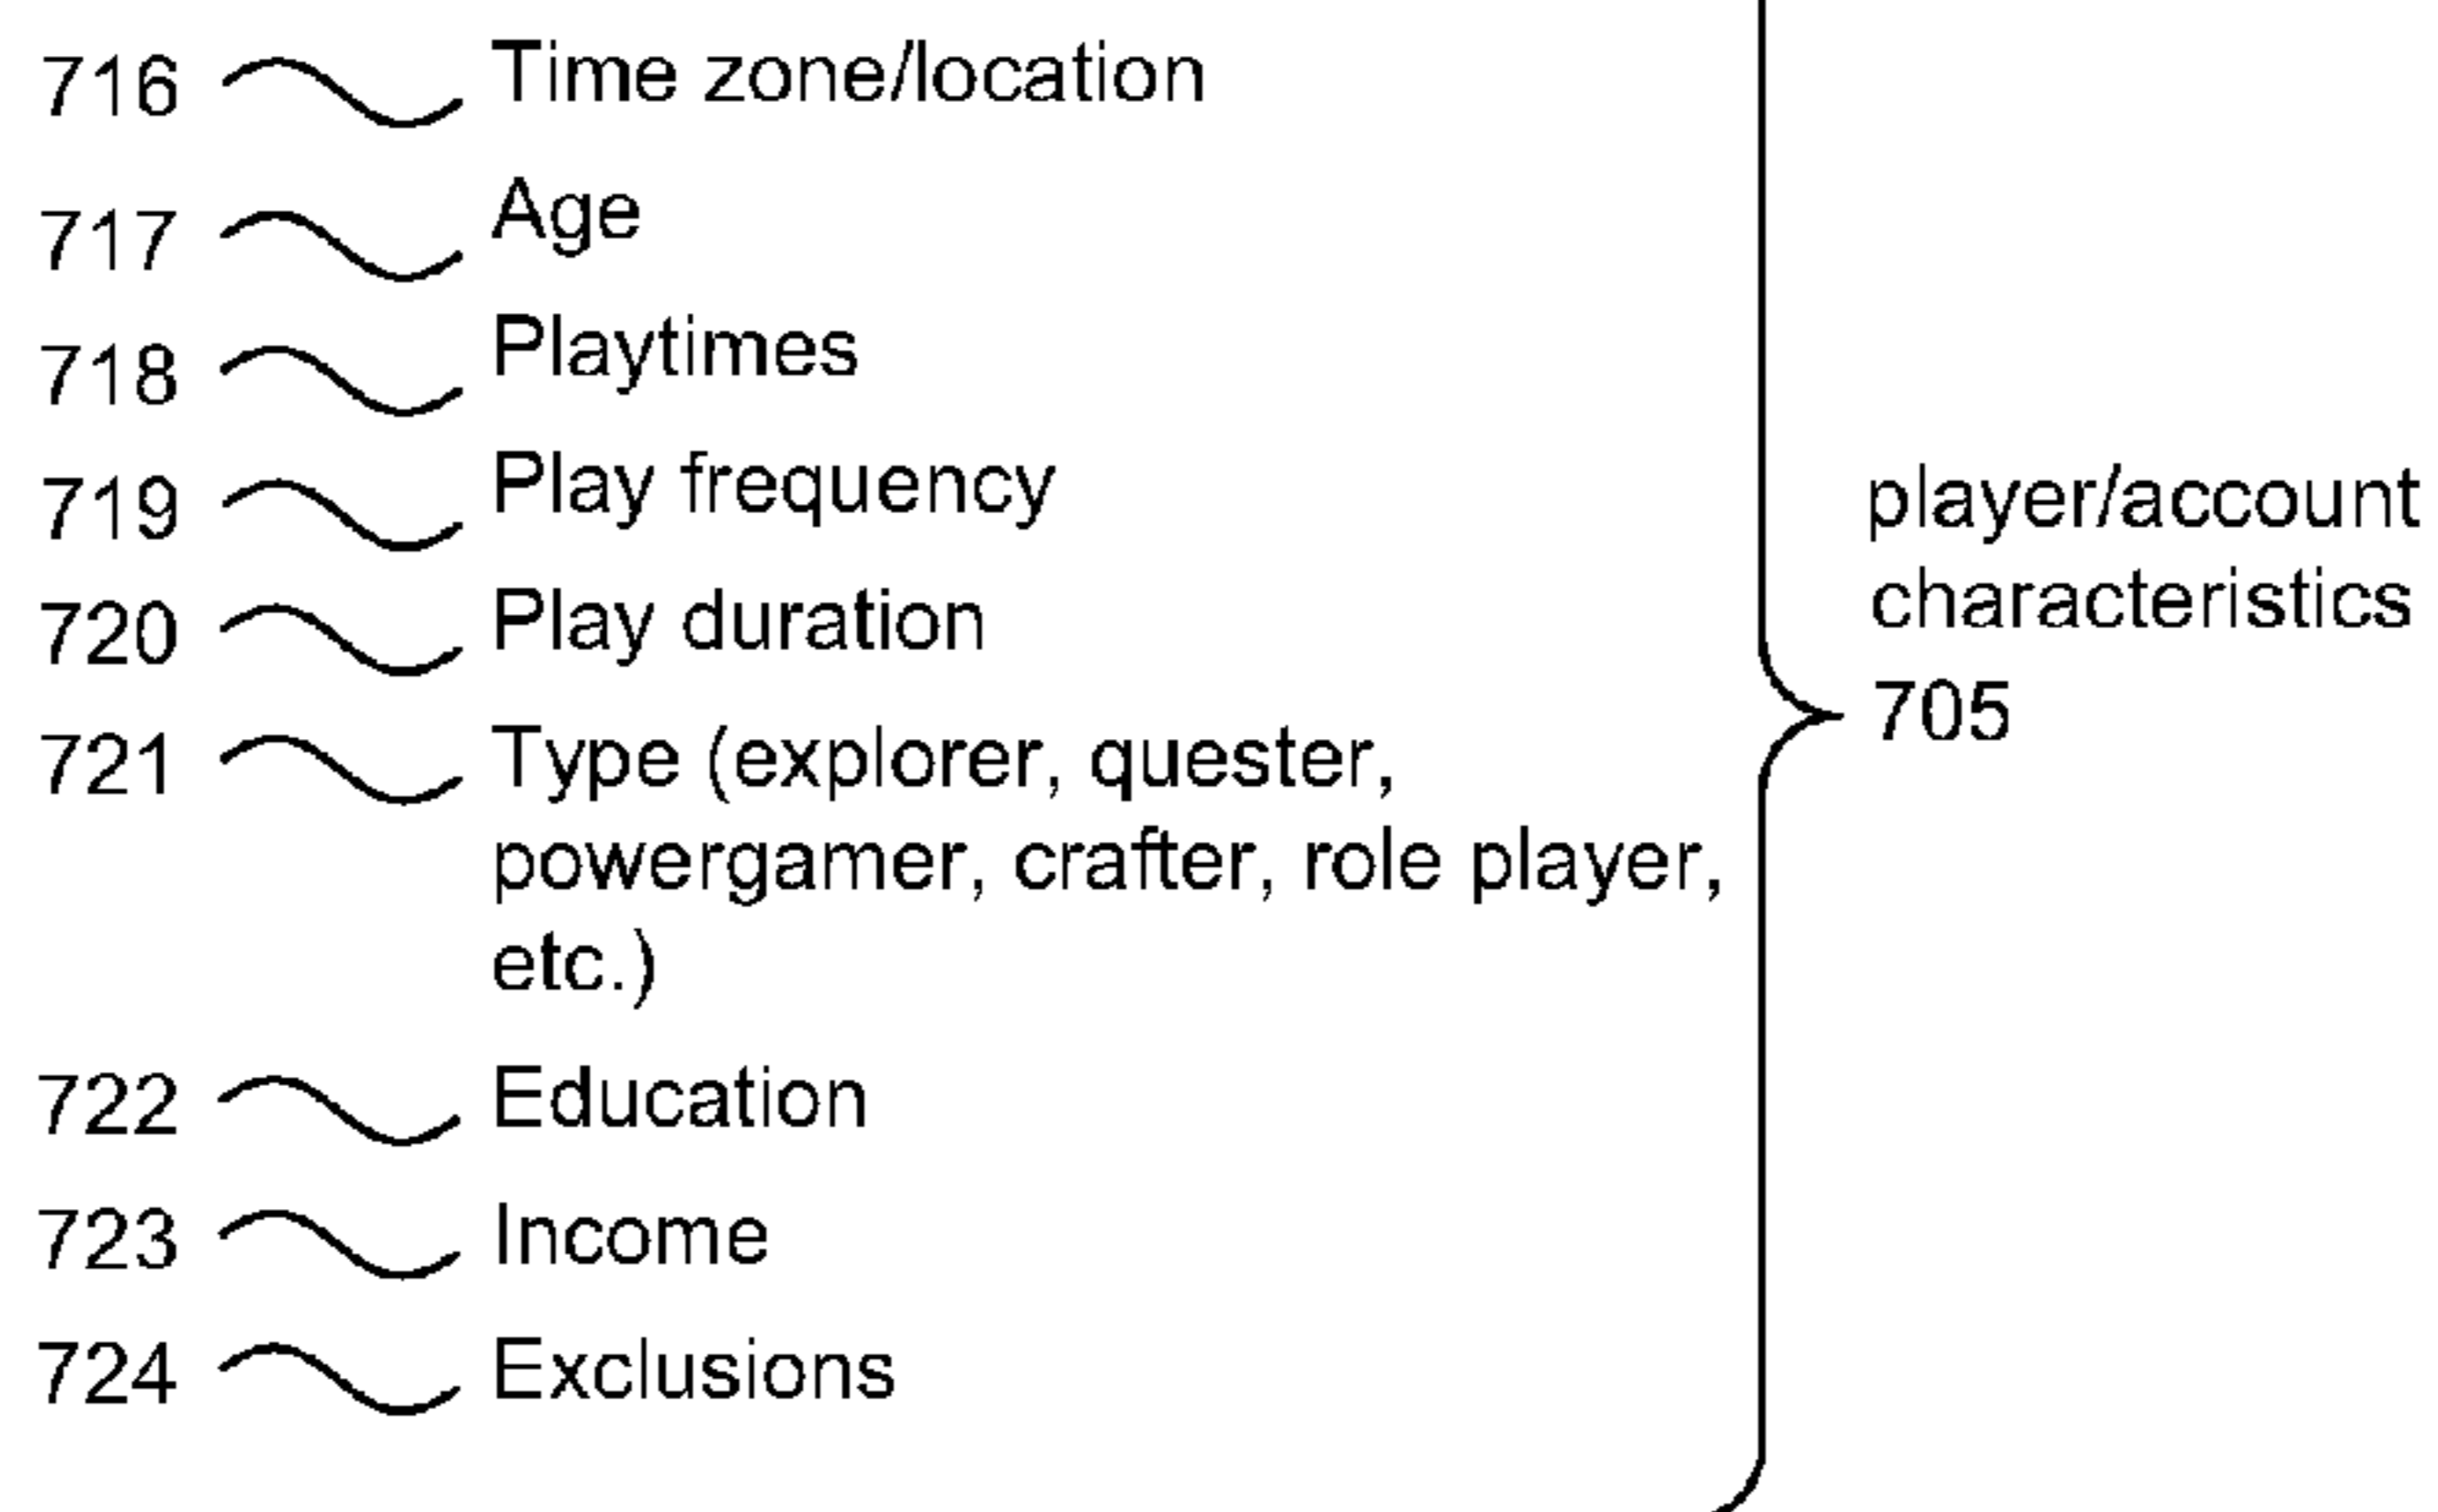 716 Time zone/location
717 Age
718 Playtimes
719 Play frequency
720 Play duration
721 Type (explorer, quester,
powergamer, crafter, role player,
etc.)
722 Education
723 Income
724 Exclusions
player/account
characteristics
705